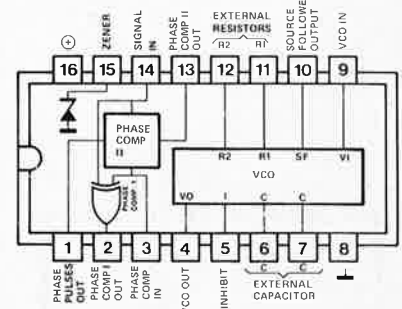 ⊕
ZENER
SIGNAL
IN
PHASE
COMP II
OUT
EXTERNAL
RESISTORS
R2 R1
SOURCE
FOLLOWER
OUTPUT
VCO IN
16 15 14 13 12 11 10 9
PHASE
COMP
II
R2 R1 SF VI
VCO
VO I C C
PHASE
COMP. 1
1 2 3 4 5 6 7 8
PHASE
PULSES
OUT
PHASE
COMP I
OUT
PHASE
COMP
IN
VCO OUT
INHIBIT
C C
EXTERNAL
CAPACITOR